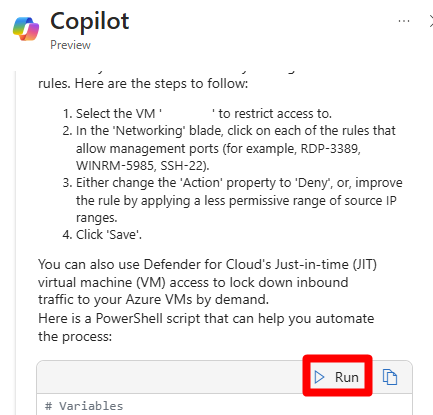 Copilot
Preview
rules. Here are the steps to follow:
1. Select the VM ' ' to restrict access to.
2. In the 'Networking' blade, click on each of the rules that
allow management ports (for example, RDP-3389,
WINRM-5985, SSH-22).
3. Either change the 'Action' property to 'Deny', or, improve
the rule by applying a less permissive range of source IP
ranges.
4. Click 'Save'.
You can also use Defender for Cloud's Just-in-time (JIT)
virtual machine (VM) access to lock down inbound
traffic to your Azure VMs by demand.
Here is a PowerShell script that can help you automate
the process:
Run
# Variables